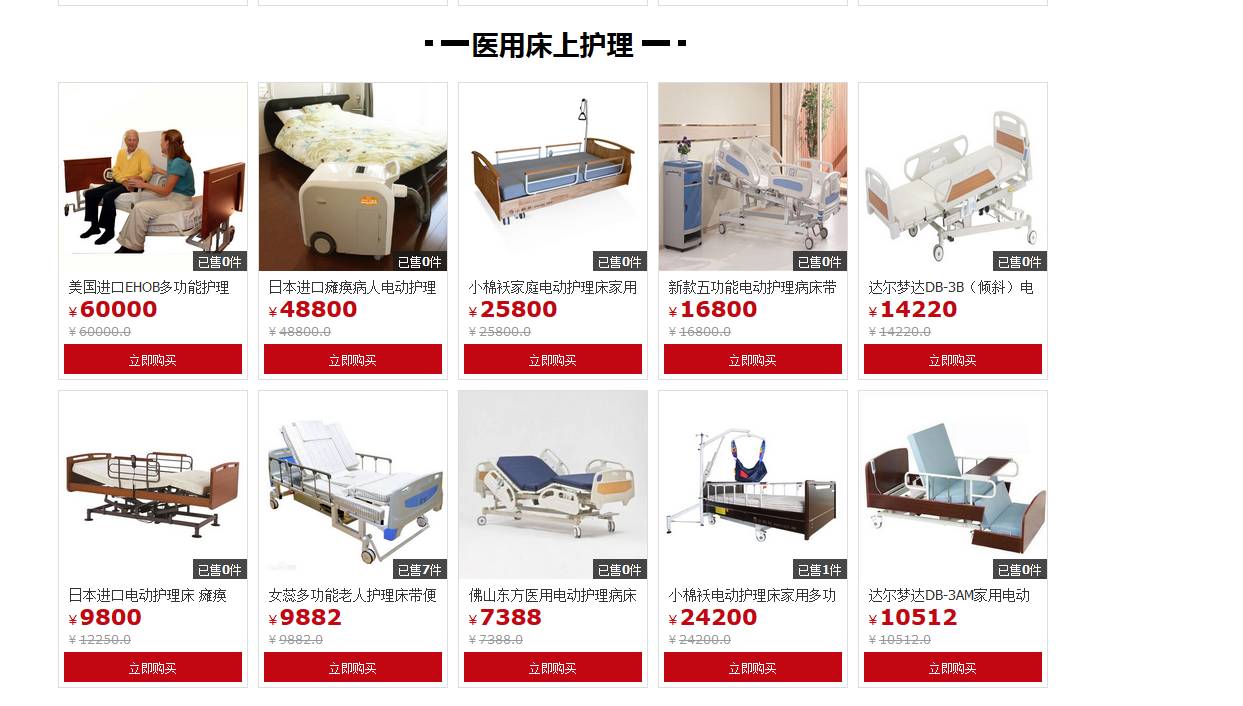 医用床上护理
已售0件
已售0件
已售0件
已售0件
已售0件
美国进口EHOB多功能护理
日本进口瘫痪病人电动护理
小棉袄家庭电动护理床家用
新款五功能电动护理病床带
达尔梦达DB-3B（倾斜）电
¥60000
¥48800
¥25800
¥16800
¥14220
¥60000.0
¥48800.0
¥25800.0
¥16800.0
¥14220.0
立即购买
立即购买
立即购买
立即购买
立即购买
已售0件
已售7件
已售0件
已售1件
已售0件
日本进口电动护理床 瘫痪
女蕊多功能老人护理床带便
佛山东方医用电动护理病床
小棉袄电动护理床家用多功
达尔梦达DB-3AM家用电动
¥9800
¥9882
¥7388
¥24200
¥10512
¥12250.0
¥9882.0
¥7388.0
¥24200.0
¥10512.0
立即购买
立即购买
立即购买
立即购买
立即购买